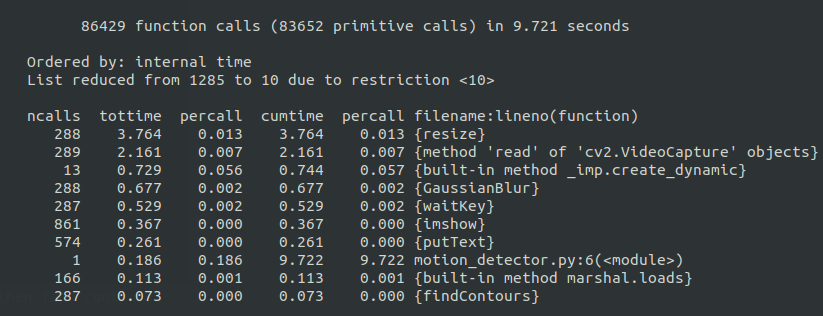 86429 function calls (83652 primitive calls) in 9.721 seconds
Ordered by: internal time
List reduced from 1285 to 10 due to restriction <10>
ncalls tottime percall cumtime percall filename:lineno(function)
288 3.764 0.013 3.764 0.013 {resize}
289 2.161 0.007 2.161 0.007 {method 'read' of 'cv2.VideoCapture' objects}
13 0.729 0.056 0.744 0.057 {built-in method _imp.create_dynamic}
288 0.677 0.002 0.677 0.002 {GaussianBlur}
287 0.529 0.002 0.529 0.002 {waitKey}
861 0.367 0.000 0.367 0.000 {imshow}
574 0.261 0.000 0.261 0.000 {putText}
1 0.186 0.186 9.722 9.722 motion_detector.py:6(<module>)
166 0.113 0.001 0.113 0.001 {built-in method marshal.loads}
287 0.073 0.000 0.073 0.000 {findContours}